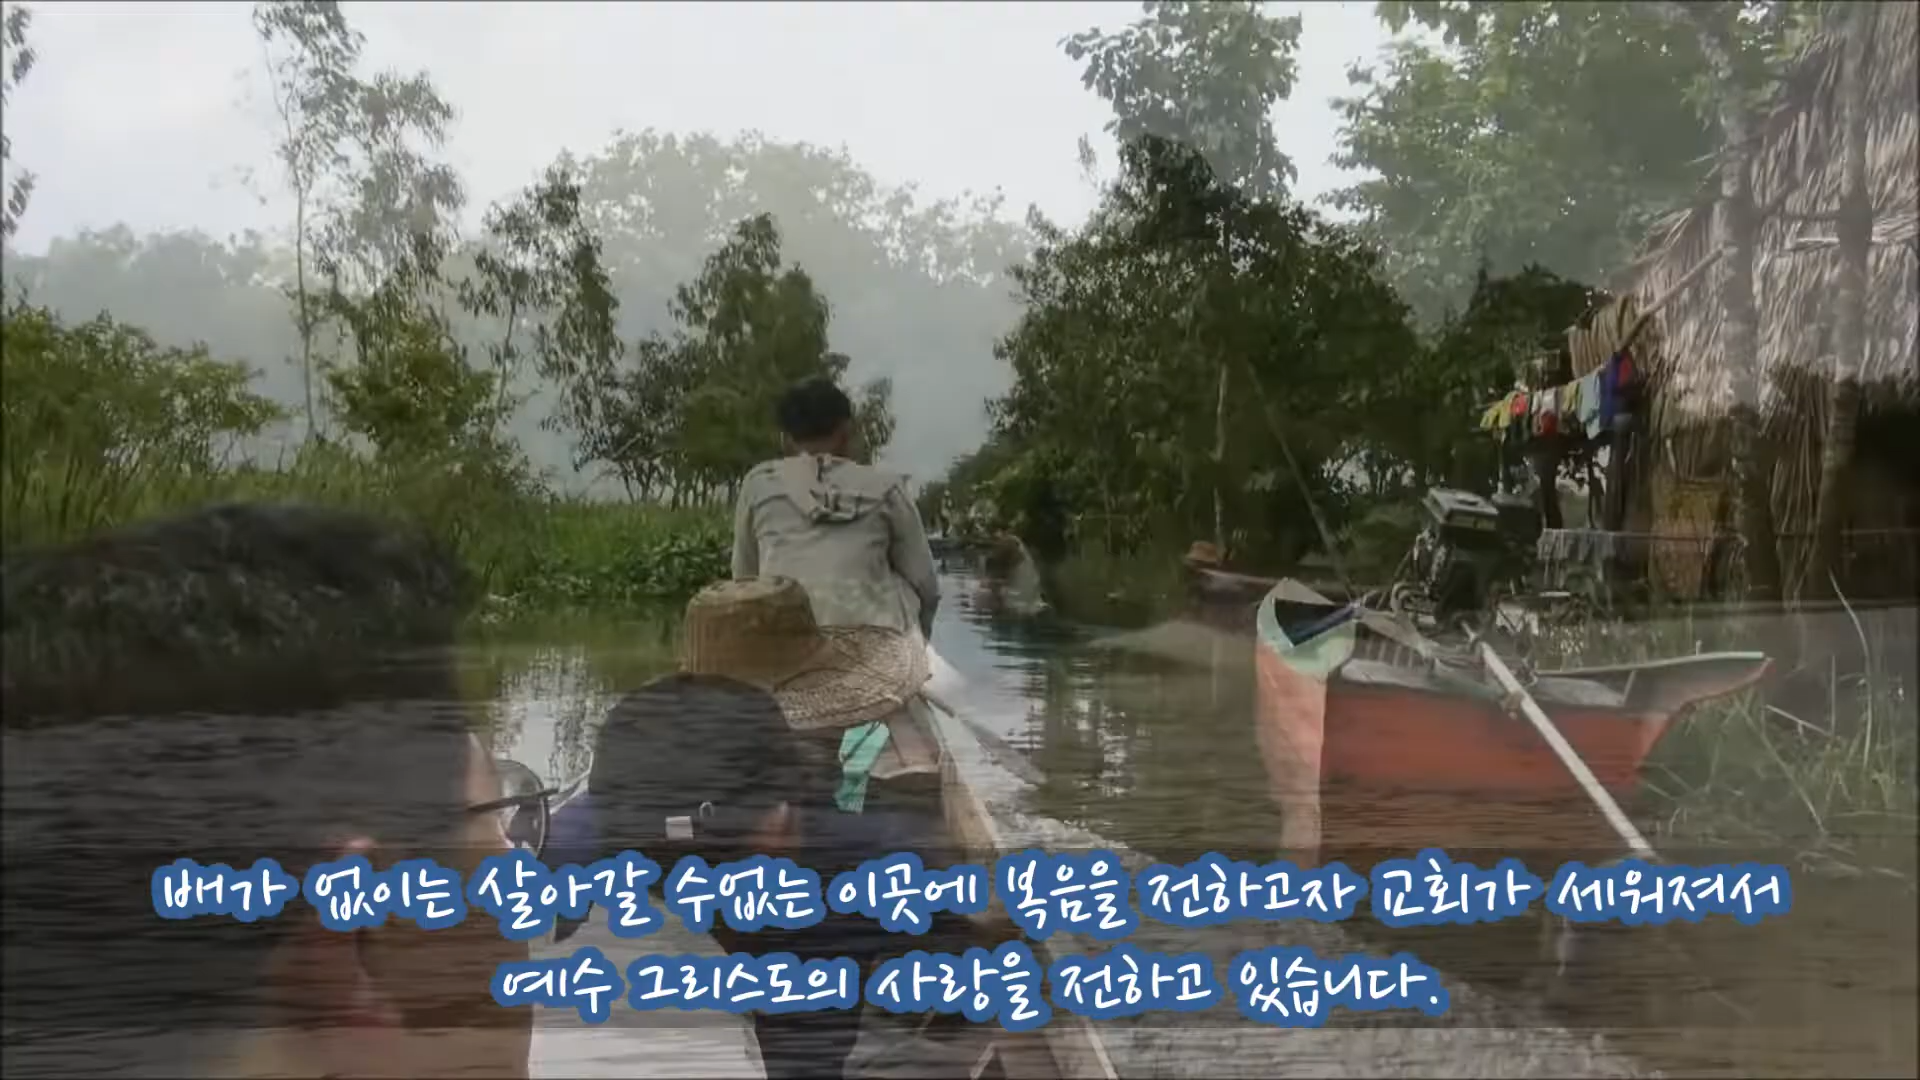 배가 없이는 살아갈 수없는 이곳에 복음을 전하고자 교회가 세워져서
예수 그리스도의 사랑을 전하고 있습니다.